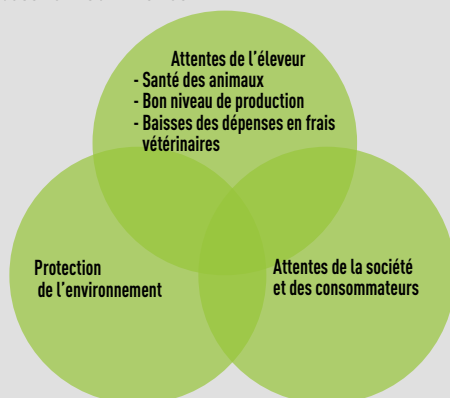 Attentes de l'éleveur
- Santé des animaux
- Bon niveau de production
- Baisses des dépenses en frais
vétérinaires
Protection
de l'environnement
Attentes de la société
et des consommateurs